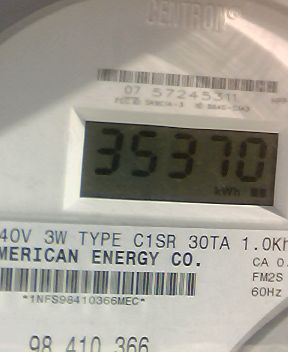 CENTRON®
07 57245311
35370
kWh
40V 3W TYPE C1SR 30TA 1.0Kh
MERICAN ENERGY CO.
CA 0.
FM2S
60Hz
*1NFS98410366MEC*
98 410 366